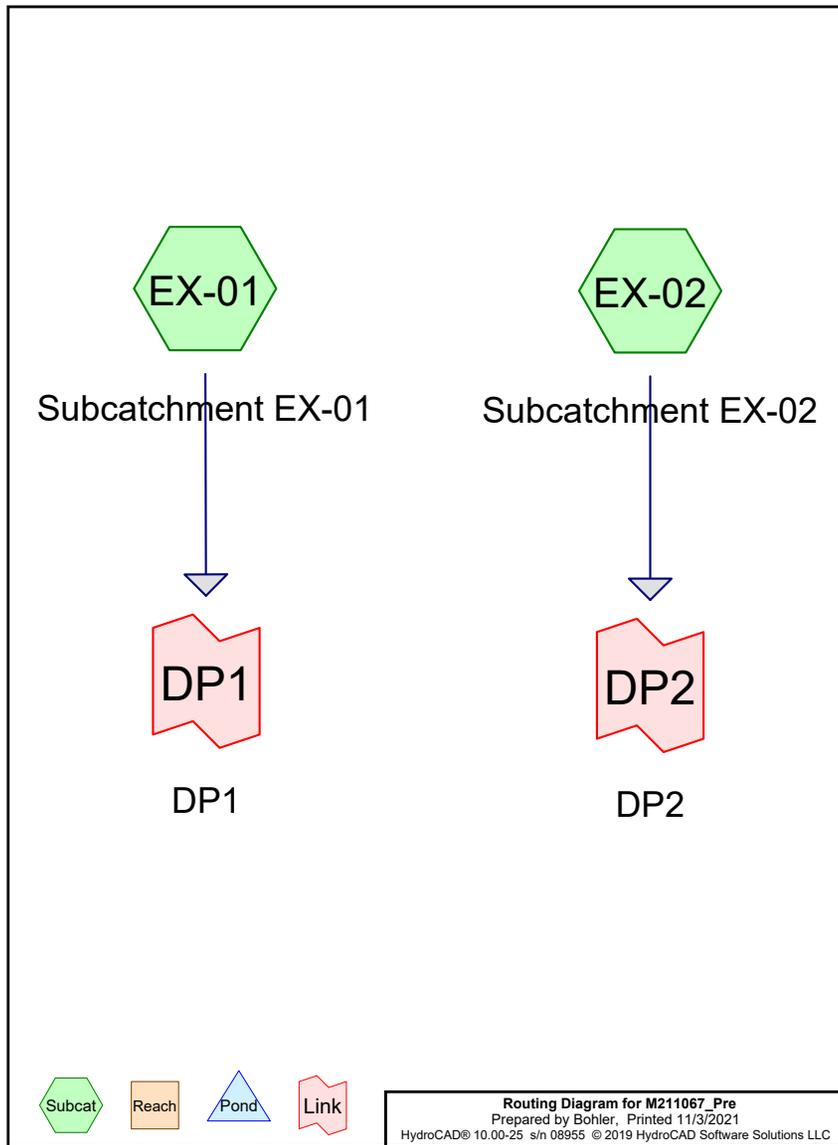 EX-01
EX-02
Subcatchment EX-01
Subcatchment EX-02
DP1
DP2
DP1
DP2
Subcat
Reach
Pond
Link
Routing Diagram for M211067_Pre
Prepared by Bohler, Printed 11/3/2021
HydroCAD® 10.00-25 s/n 08955 © 2019 HydroCAD Software Solutions LLC